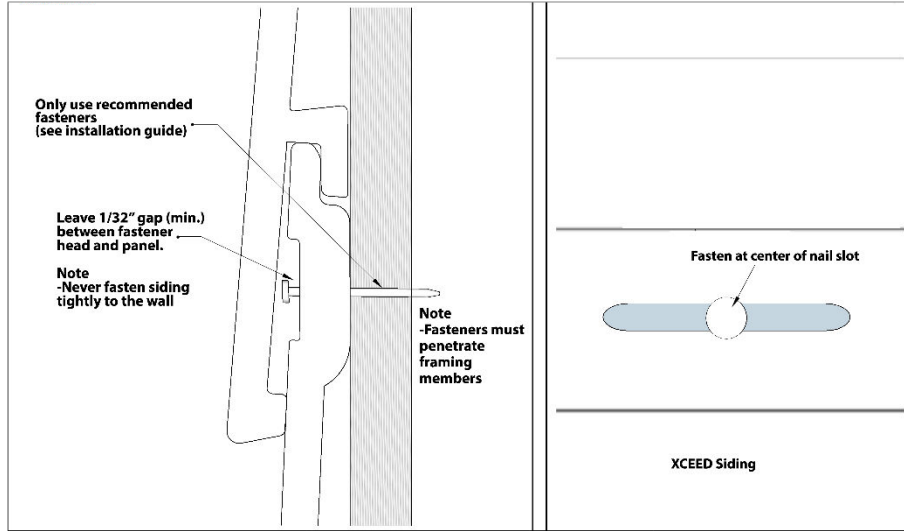 Only use recommended
fasteners
(see installation guide)
Leave 1/32" gap (min.)
between fastener
head and panel.
Note
-Never fasten siding
tightly to the wall
Note
-Fasteners must
penetrate
framing
members
Fasten at center of nail slot
XCEED Siding